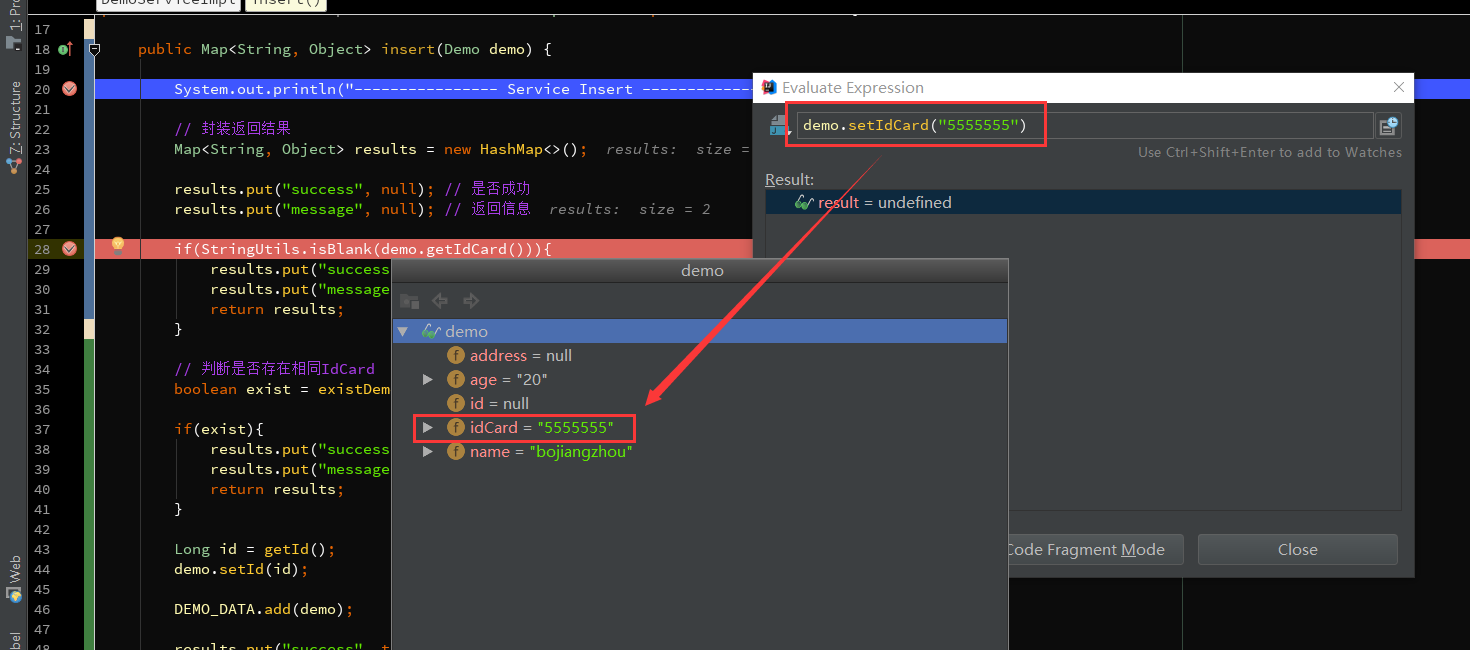 DemoServiceImpl insert()
1: Pr
Z: Structure
Web
bel
17
18 public Map<String, Object> insert(Demo demo) {
19
20 System.out.println("---------------- Service Insert -------------
21
22 // 封装返回结果
23 Map<String, Object> results = new HashMap<>(); results: size =
24
25 results.put("success", null); // 是否成功
26 results.put("message", null); // 返回信息 results: size = 2
27
28 if(StringUtils.isBlank(demo.getIdCard())){
29 results.put("success
30 results.put("message
31 return results;
32 }
33
34 // 判断是否存在相同IdCard
35 boolean exist = existDem
36
37 if(exist){
38 results.put("success
39 results.put("message
40 return results;
41 }
42
43 Long id = getId();
44 demo.setId(id);
45
46 DEMO_DATA.add(demo);
47
48 results.put("success", t
Evaluate Expression
demo.setIdCard("5555555")
Use Ctrl+Shift+Enter to add to Watches
Result:
result = undefined
Code Fragment Mode
Close
demo
demo
address = null
age = "20"
id = null
idCard = "5555555"
name = "bojiangzhou"